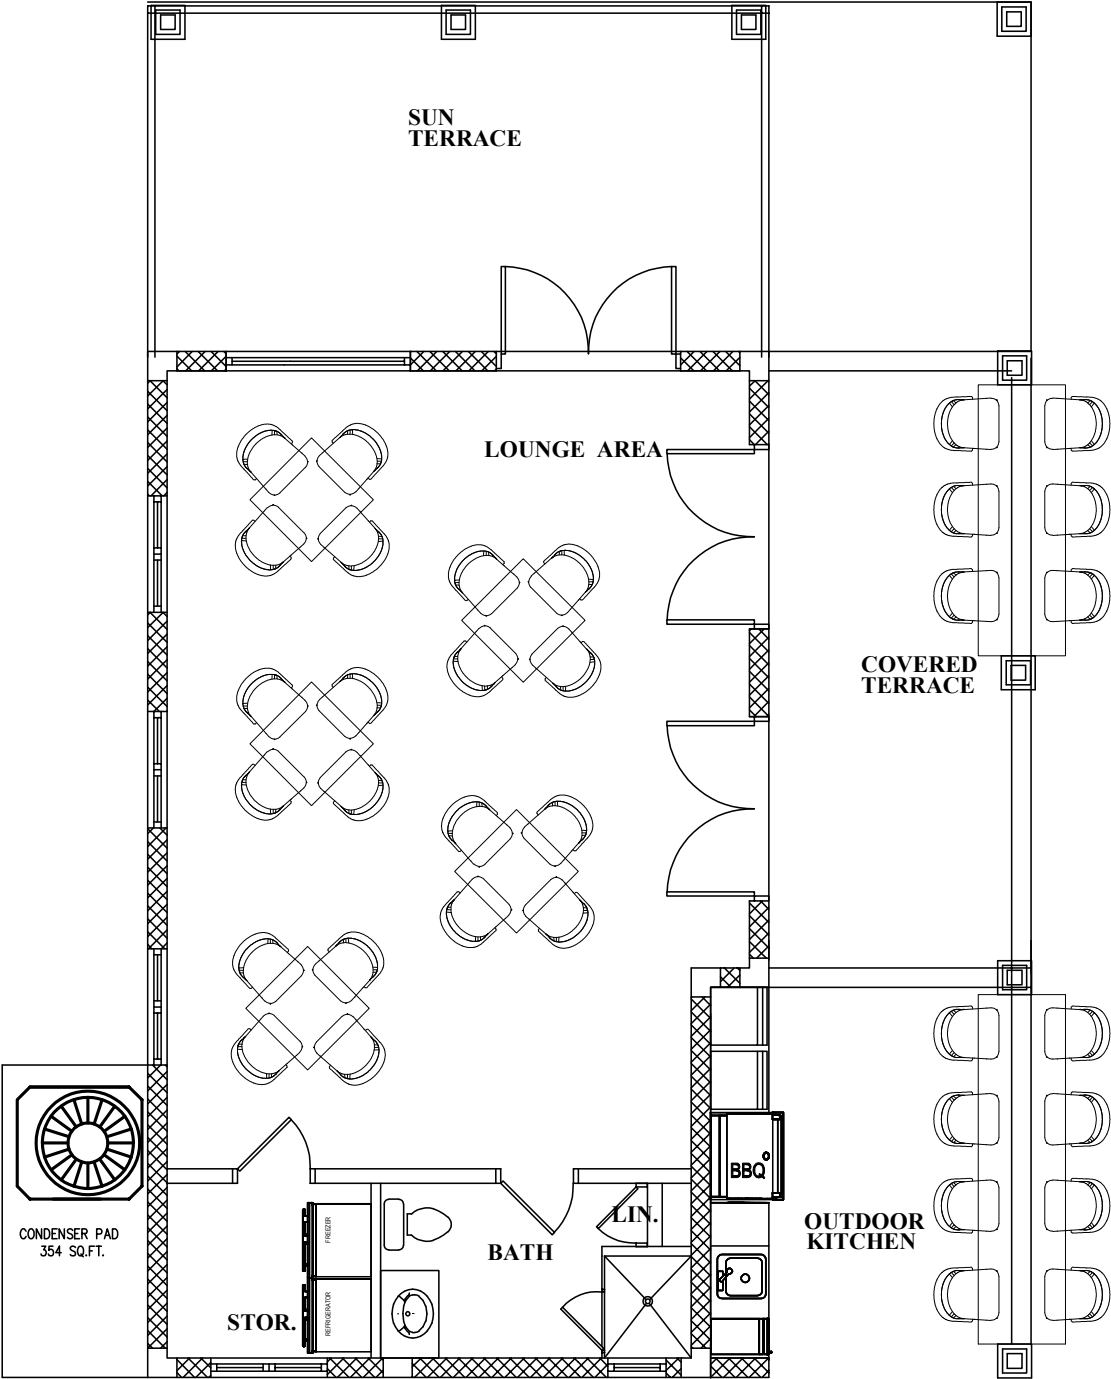 SUN
TERRACE
LOUNGE AREA
COVERED
TERRACE
BBQ
CONDENSER PAD
354 SQ.FT.
FREEZER
LIN.
OUTDOOR
KITCHEN
BATH
REFRIGERATOR
STOR.